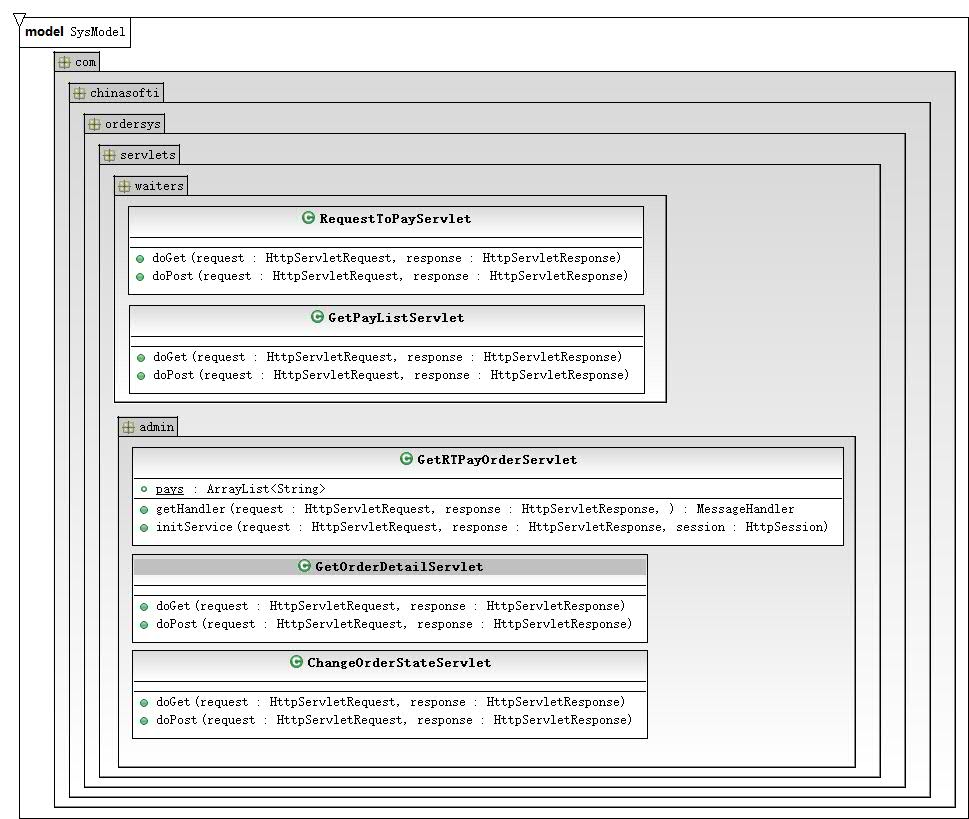 model SysModel
com
chinasofti
ordersys
servlets
waiters
RequestToPayServlet
doGet(request : HttpServletRequest, response : HttpServletResponse)
doPost(request : HttpServletRequest, response : HttpServletResponse)
GetPayListServlet
doGet(request : HttpServletRequest, response : HttpServletResponse)
doPost(request : HttpServletRequest, response : HttpServletResponse)
admin
GetRTPayOrderServlet
pays : ArrayList<String>
getHandler(request : HttpServletRequest, response : HttpServletResponse, ) : MessageHandler
initService(request : HttpServletRequest, response : HttpServletResponse, session : HttpSession)
GetOrderDetailServlet
doGet(request : HttpServletRequest, response : HttpServletResponse)
doPost(request : HttpServletRequest, response : HttpServletResponse)
ChangeOrderStateServlet
doGet(request : HttpServletRequest, response : HttpServletResponse)
doPost(request : HttpServletRequest, response : HttpServletResponse)